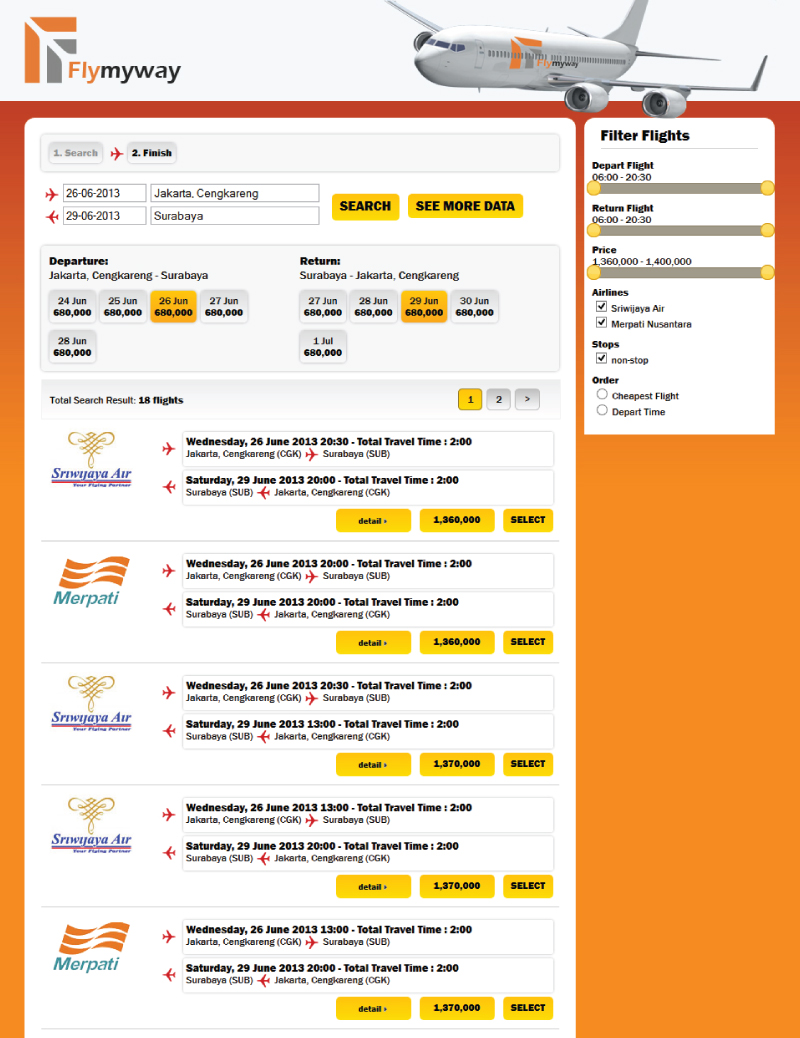 Flymyway
Flymyway
1. Search 2. Finish
26-06-2013 Jakarta, Cengkareng
29-06-2013 Surabaya
SEARCH SEE MORE DATA
Departure:
Jakarta, Cengkareng - Surabaya
24 Jun 25 Jun 26 Jun 27 Jun
680,000 680,000 680,000 680,000
28 Jun
680,000
Return:
Surabaya - Jakarta, Cengkareng
27 Jun 28 Jun 29 Jun 30 Jun
680,000 680,000 680,000 680,000
1 Jul
680,000
Total Search Result: 18 flights 1 2 >
Sriwijaya Air
Your Flying Partner
Wednesday, 26 June 2013 20:30 - Total Travel Time : 2:00
Jakarta, Cengkareng (CGK) Surabaya (SUB)
Saturday, 29 June 2013 20:00 - Total Travel Time : 2:00
Surabaya (SUB) Jakarta, Cengkareng (CGK)
detail › 1,360,000 SELECT
Merpati
Wednesday, 26 June 2013 20:00 - Total Travel Time : 2:00
Jakarta, Cengkareng (CGK) Surabaya (SUB)
Saturday, 29 June 2013 20:00 - Total Travel Time : 2:00
Surabaya (SUB) Jakarta, Cengkareng (CGK)
detail › 1,360,000 SELECT
Sriwijaya Air
Your Flying Partner
Wednesday, 26 June 2013 20:30 - Total Travel Time : 2:00
Jakarta, Cengkareng (CGK) Surabaya (SUB)
Saturday, 29 June 2013 13:00 - Total Travel Time : 2:00
Surabaya (SUB) Jakarta, Cengkareng (CGK)
detail › 1,370,000 SELECT
Sriwijaya Air
Your Flying Partner
Wednesday, 26 June 2013 13:00 - Total Travel Time : 2:00
Jakarta, Cengkareng (CGK) Surabaya (SUB)
Saturday, 29 June 2013 20:00 - Total Travel Time : 2:00
Surabaya (SUB) Jakarta, Cengkareng (CGK)
detail › 1,370,000 SELECT
Merpati
Wednesday, 26 June 2013 13:00 - Total Travel Time : 2:00
Jakarta, Cengkareng (CGK) Surabaya (SUB)
Saturday, 29 June 2013 20:00 - Total Travel Time : 2:00
Surabaya (SUB) Jakarta, Cengkareng (CGK)
detail › 1,370,000 SELECT
Filter Flights
Depart Flight
06:00 - 20:30
Return Flight
06:00 - 20:30
Price
1,360,000 - 1,400,000
Airlines
Sriwijaya Air
Merpati Nusantara
Stops
non-stop
Order
Cheapest Flight
Depart Time